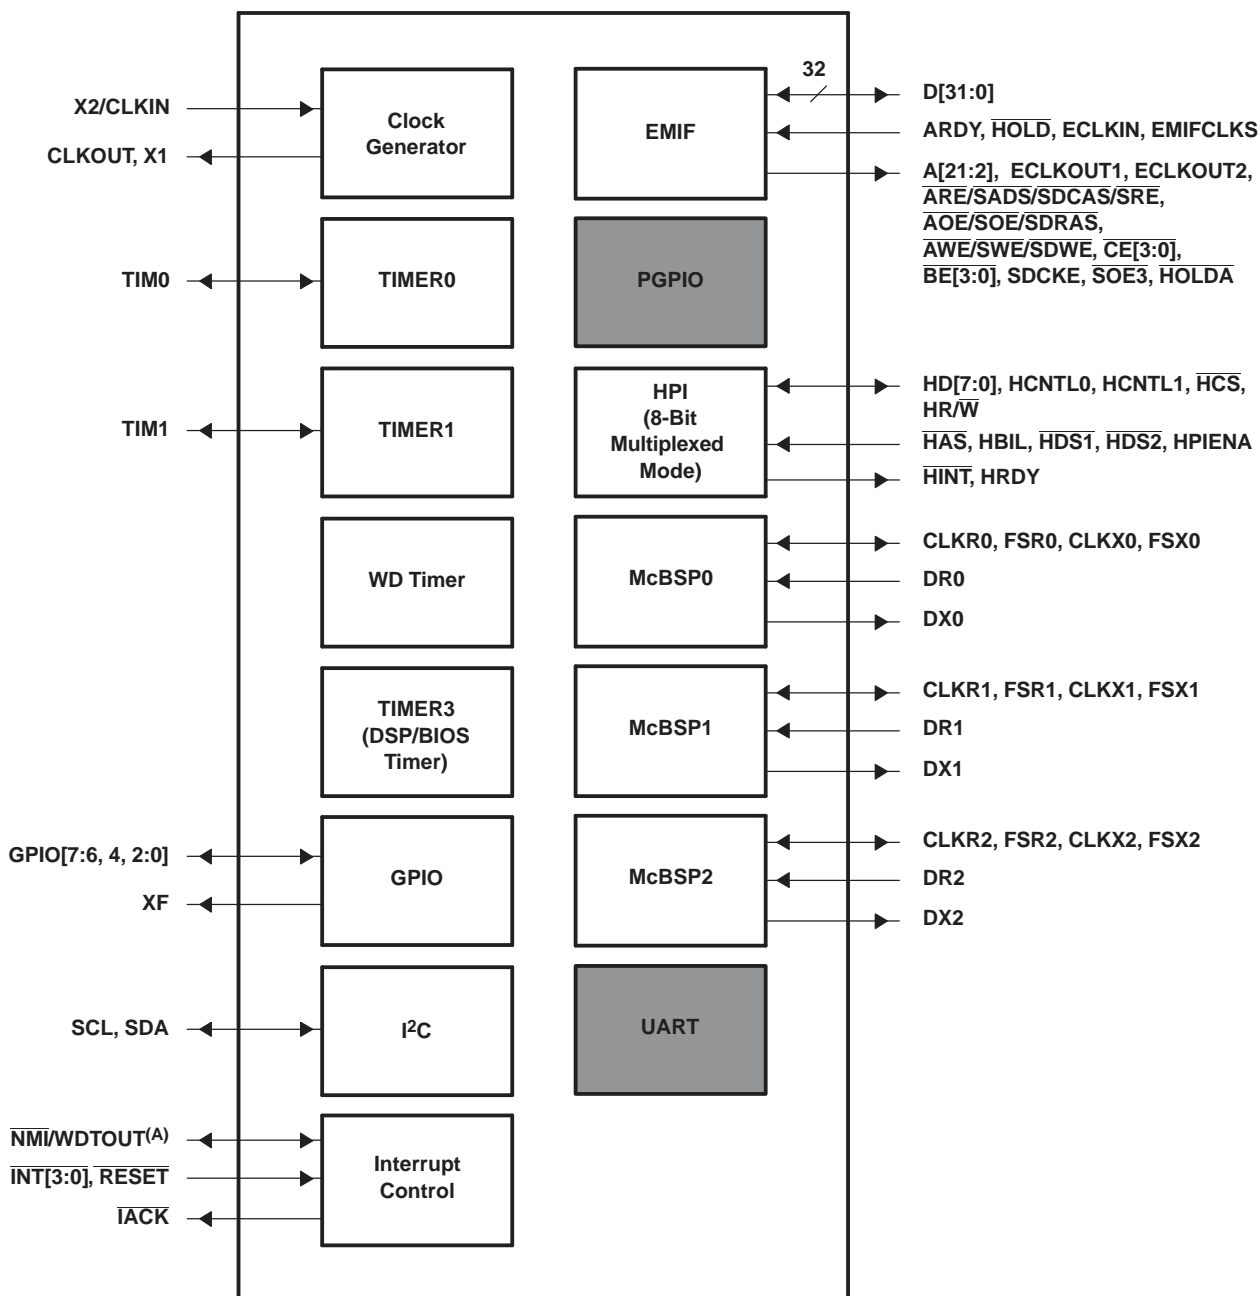 X2/CLKIN
CLKOUT, X1
Clock
Generator
TIM0
TIMER0
TIM1
TIMER1
WD Timer
TIMER3
(DSP/BIOS
Timer)
GPIO[7:6, 4, 2:0]
XF
GPIO
SCL, SDA
I²C
NMI/WDTOUT(A)
INT[3:0], RESET
IACK
Interrupt
Control
EMIF
32
D[31:0]
ARDY, HOLD, ECLKIN, EMIFCLKS
A[21:2], ECLKOUT1, ECLKOUT2,
ARE/SADS/SDCAS/SRE,
AOE/SOE/SDRAS,
AWE/SWE/SDWE, CE[3:0],
BE[3:0], SDCKE, SOE3, HOLDA
PGPIO
HPI
(8-Bit
Multiplexed
Mode)
HD[7:0], HCNTL0, HCNTL1, HCS,
HR/W
HAS, HBIL, HDS1, HDS2, HPIENA
HINT, HRDY
McBSP0
CLKR0, FSR0, CLKX0, FSX0
DR0
DX0
McBSP1
CLKR1, FSR1, CLKX1, FSX1
DR1
DX1
McBSP2
CLKR2, FSR2, CLKX2, FSX2
DR2
DX2
UART